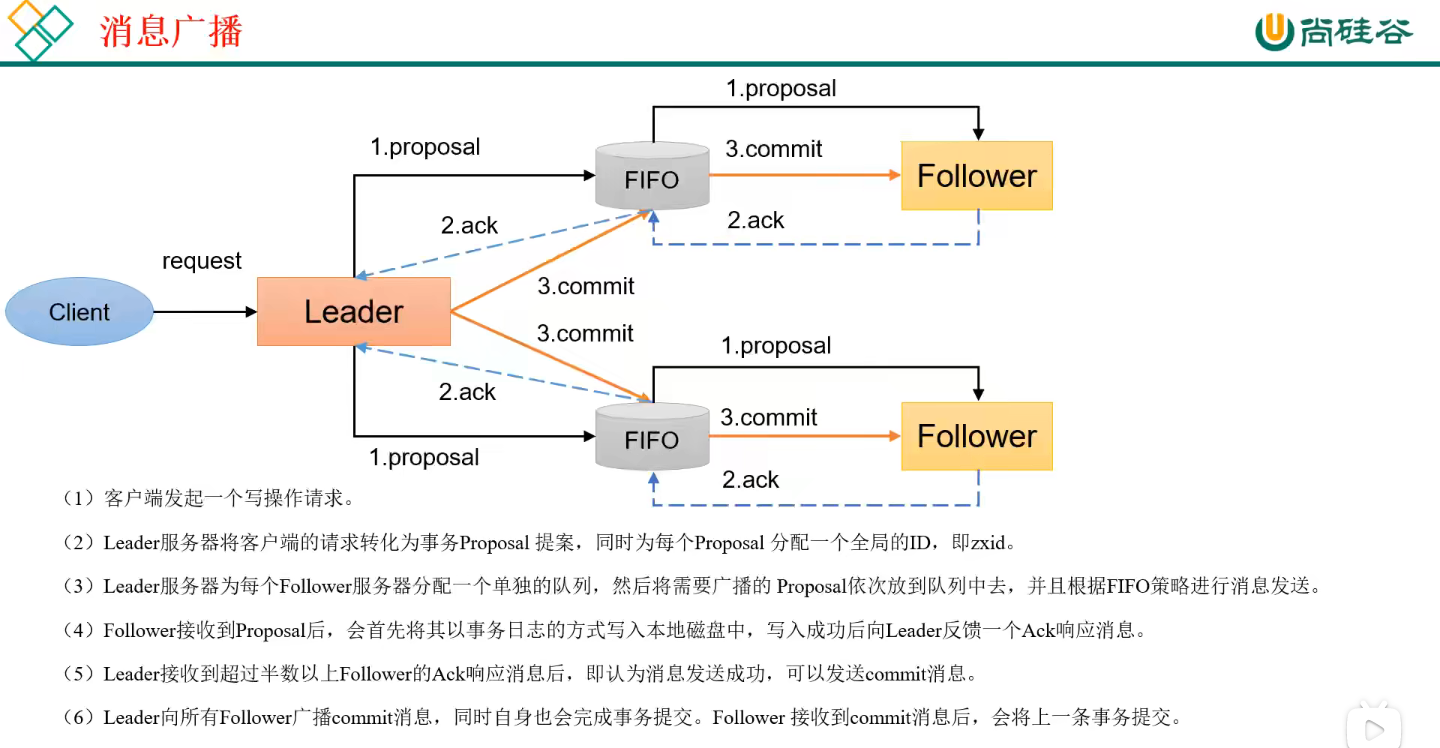 消息广播
尚硅谷
1.proposal
1.proposal
FIFO
3.commit
Follower
2.ack
2.ack
request
3.commit
Client
Leader
3.commit
1.proposal
2.ack
3.commit
FIFO
Follower
1.proposal
2.ack
（1）客户端发起一个写操作请求。
（2）Leader服务器将客户端的请求转化为事务Proposal 提案，同时为每个Proposal 分配一个全局的ID，即zxid。
（3）Leader服务器为每个Follower服务器分配一个单独的队列，然后将需要广播的 Proposal依次放到队列中去，并且根据FIFO策略进行消息发送。
（4）Follower接收到Proposal后，会首先将其以事务日志的方式写入本地磁盘中，写入成功后向Leader反馈一个Ack响应消息。
（5）Leader接收到超过半数以上Follower的Ack响应消息后，即认为消息发送成功，可以发送commit消息。
（6）Leader向所有Follower广播commit消息，同时自身也会完成事务提交。Follower 接收到commit消息后，会将上一条事务提交。